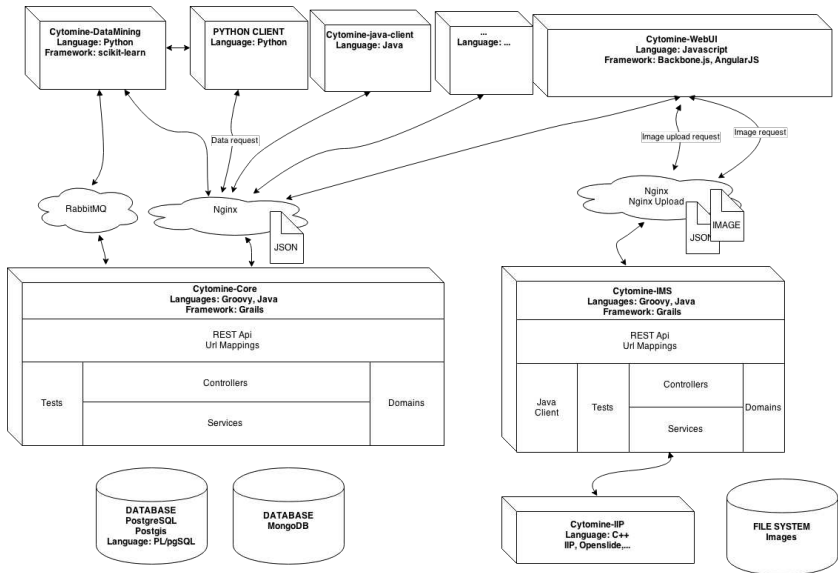 Cytomine-DataMining
Language: Python
Framework: scikit-learn
PYTHON CLIENT
Language: Python
Cytomine-java-client
Language: Java
...
Language: ...
Cytomine-WebUI
Language: Javascript
Framework: Backbone.js, AngularJS
Data request
Image upload request
Image request
RabbitMQ
Nginx
JSON
Nginx
Nginx Upload
JSON
IMAGE
Cytomine-Core
Languages: Groovy, Java
Framework: Grails
REST Api
Url Mappings
Tests
Controllers
Services
Domains
Cytomine-IMS
Languages: Groovy, Java
Framework: Grails
REST Api
Url Mappings
Java
Client
Tests
Controllers
Services
Domains
DATABASE
PostgreSQL
Postgis
Language: PL/pgSQL
DATABASE
MongoDB
Cytomine-IIP
Language: C++
IIP, Openslide,...
FILE SYSTEM
Images